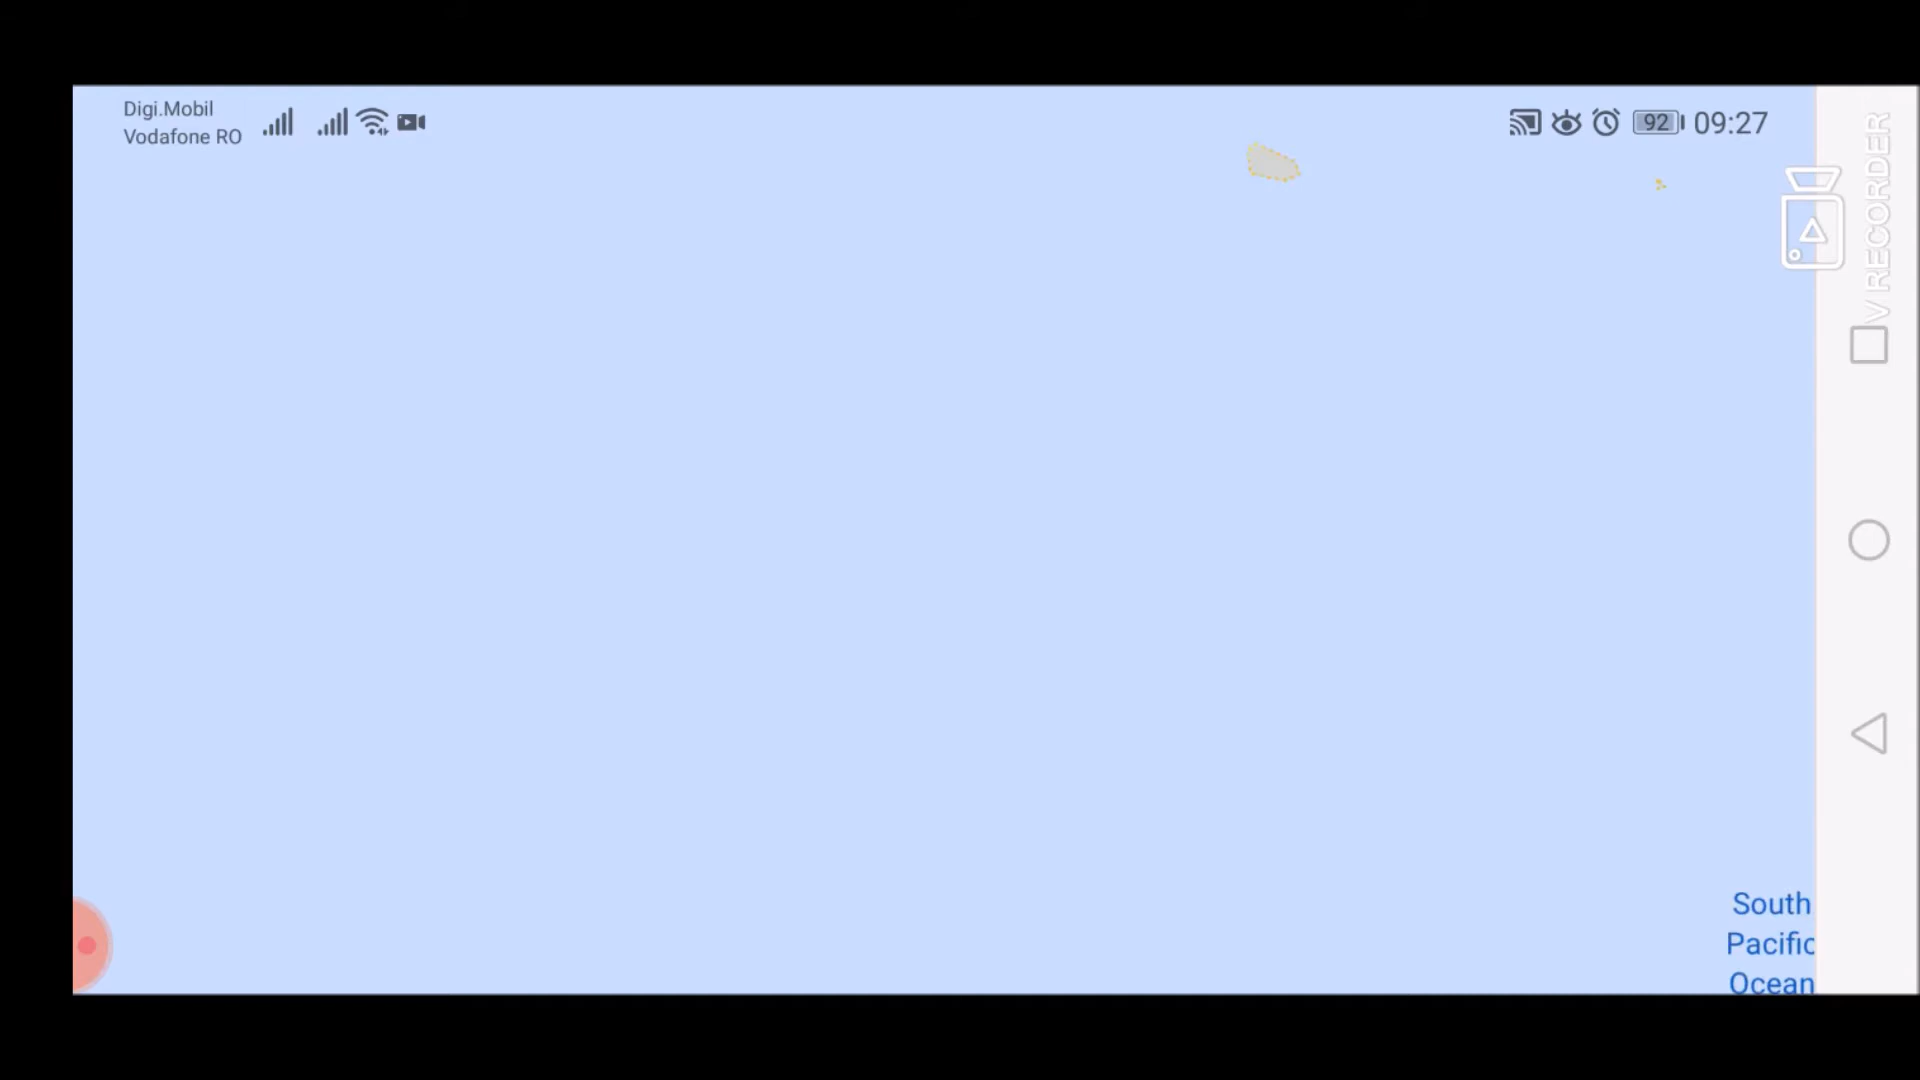 Digi.Mobil
Vodafone RO
92 09:27
V RECORDER
South
Pacific
Ocean